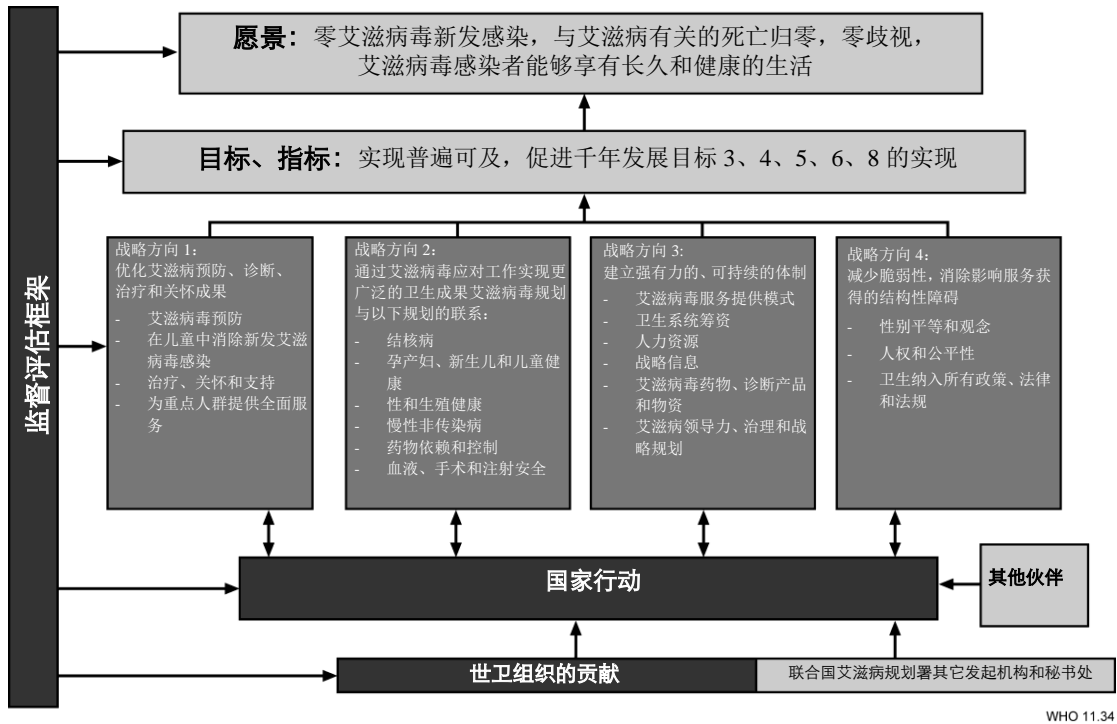 愿景：零艾滋病毒新发感染，与艾滋病有关的死亡归零，零歧视，
艾滋病毒感染者能够享有长久和健康的生活
目标、指标：实现普遍可及，促进千年发展目标 3、4、5、6、8 的实现
监督评估框架
战略方向 1：
优化艾滋病预防、诊断、
治疗和关怀成果
- 艾滋病毒预防
- 在儿童中消除新发艾滋
病毒感染
- 治疗、关怀和支持
- 为重点人群提供全面服
务
战略方向 2：
通过艾滋病毒应对工作实现更
广泛的卫生成果艾滋病毒规划
与以下规划的联系：
- 结核病
- 孕产妇、新生儿和儿童健
康
- 性和生殖健康
- 慢性非传染病
- 药物依赖和控制
- 血液、手术和注射安全
战略方向 3:
建立强有力的、可持续的体制
- 艾滋病毒服务提供模式
- 卫生系统筹资
- 人力资源
- 战略信息
- 艾滋病毒药物、诊断产品
和物资
- 艾滋病领导力、治理和战
略规划
战略方向 4：
减少脆弱性，消除影响服务获
得的结构性障碍
- 性别平等和观念
- 人权和公平性
- 卫生纳入所有政策、法律
和法规
国家行动
其他伙伴
世卫组织的贡献
联合国艾滋病规划署其它发起机构和秘书处
WHO 11.34